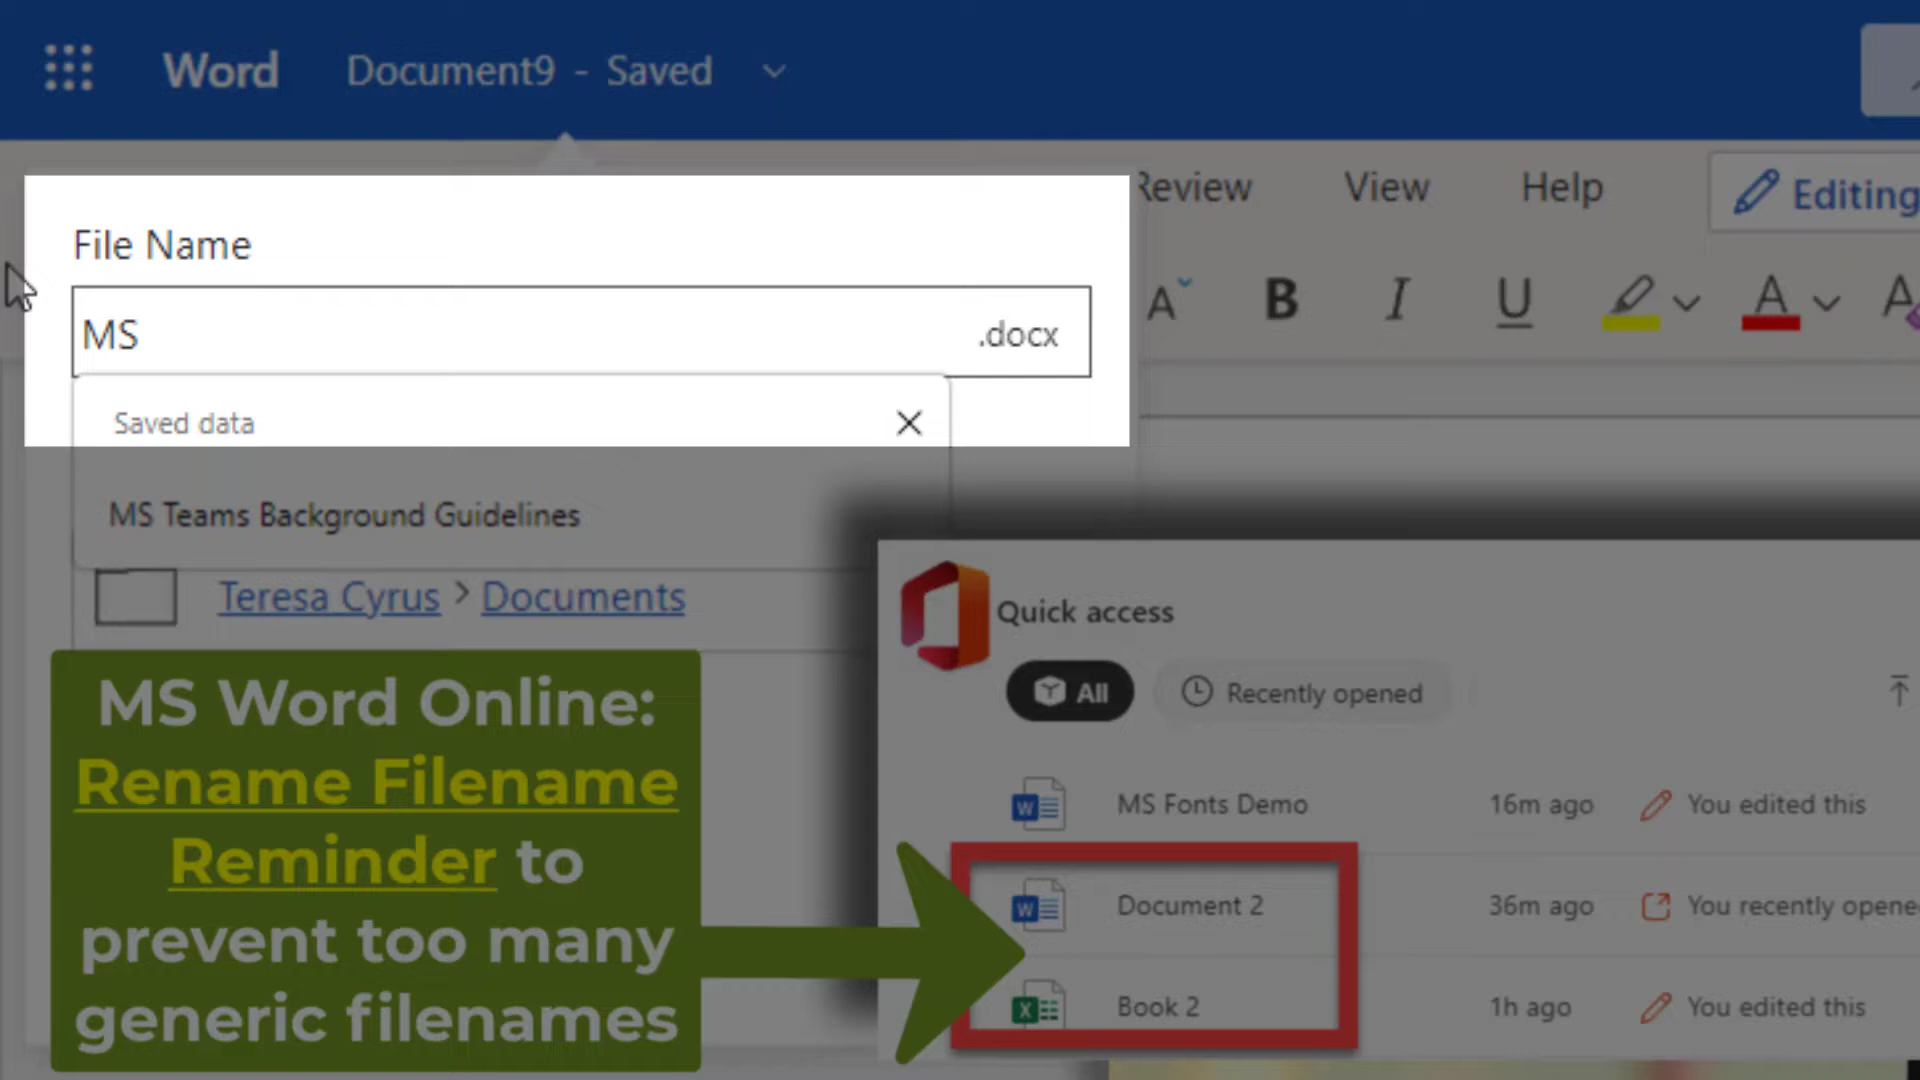 Word Document9 - Saved
Review View Help Editing
File Name
MS .docx
A B I U A A
Saved data
MS Teams Background Guidelines
Teresa Cyrus > Documents
MS Word Online:
Rename Filename
Reminder to
prevent too many
generic filenames
Quick access
All Recently opened
MS Fonts Demo 16m ago You edited this
Document 2 36m ago You recently opene
Book 2 1h ago You edited this